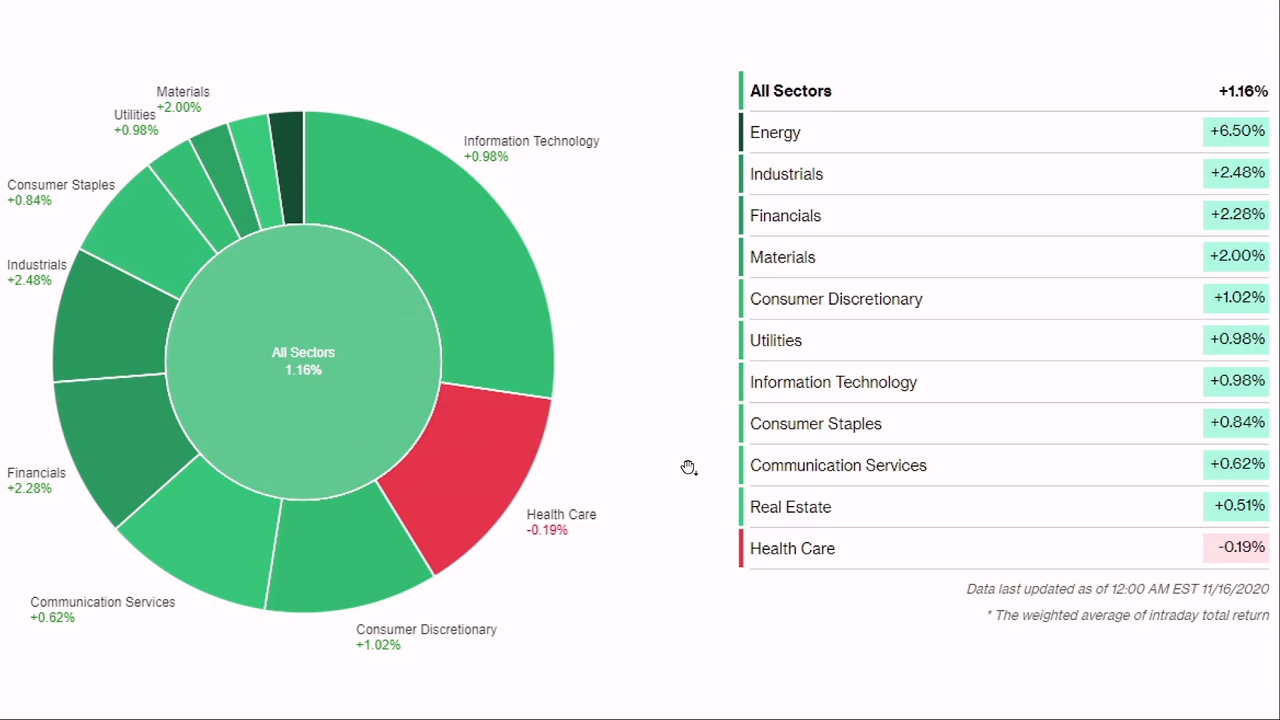 Materials
+2.00%
Utilities
+0.98%
Information Technology
+0.98%
Consumer Staples
+0.84%
Industrials
+2.48%
All Sectors
1.16%
Financials
+2.28%
Health Care
-0.19%
Communication Services
+0.62%
Consumer Discretionary
+1.02%
All Sectors +1.16%
Energy +6.50%
Industrials +2.48%
Financials +2.28%
Materials +2.00%
Consumer Discretionary +1.02%
Utilities +0.98%
Information Technology +0.98%
Consumer Staples +0.84%
Communication Services +0.62%
Real Estate +0.51%
Health Care -0.19%
Data last updated as of 12:00 AM EST 11/16/2020
* The weighted average of intraday total return